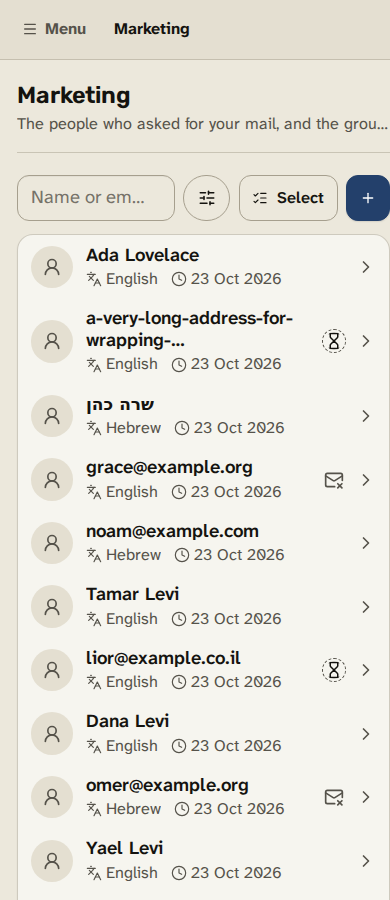 Menu Marketing
Marketing
The people who asked for your mail, and the grou...
Name or em... Select
Ada Lovelace
English 23 Oct 2026
a-very-long-address-for-
wrapping-...
English 23 Oct 2026
שרה כהן
Hebrew 23 Oct 2026
grace@example.org
English 23 Oct 2026
noam@example.com
Hebrew 23 Oct 2026
Tamar Levi
English 23 Oct 2026
lior@example.co.il
English 23 Oct 2026
Dana Levi
English 23 Oct 2026
omer@example.org
Hebrew 23 Oct 2026
Yael Levi
English 23 Oct 2026